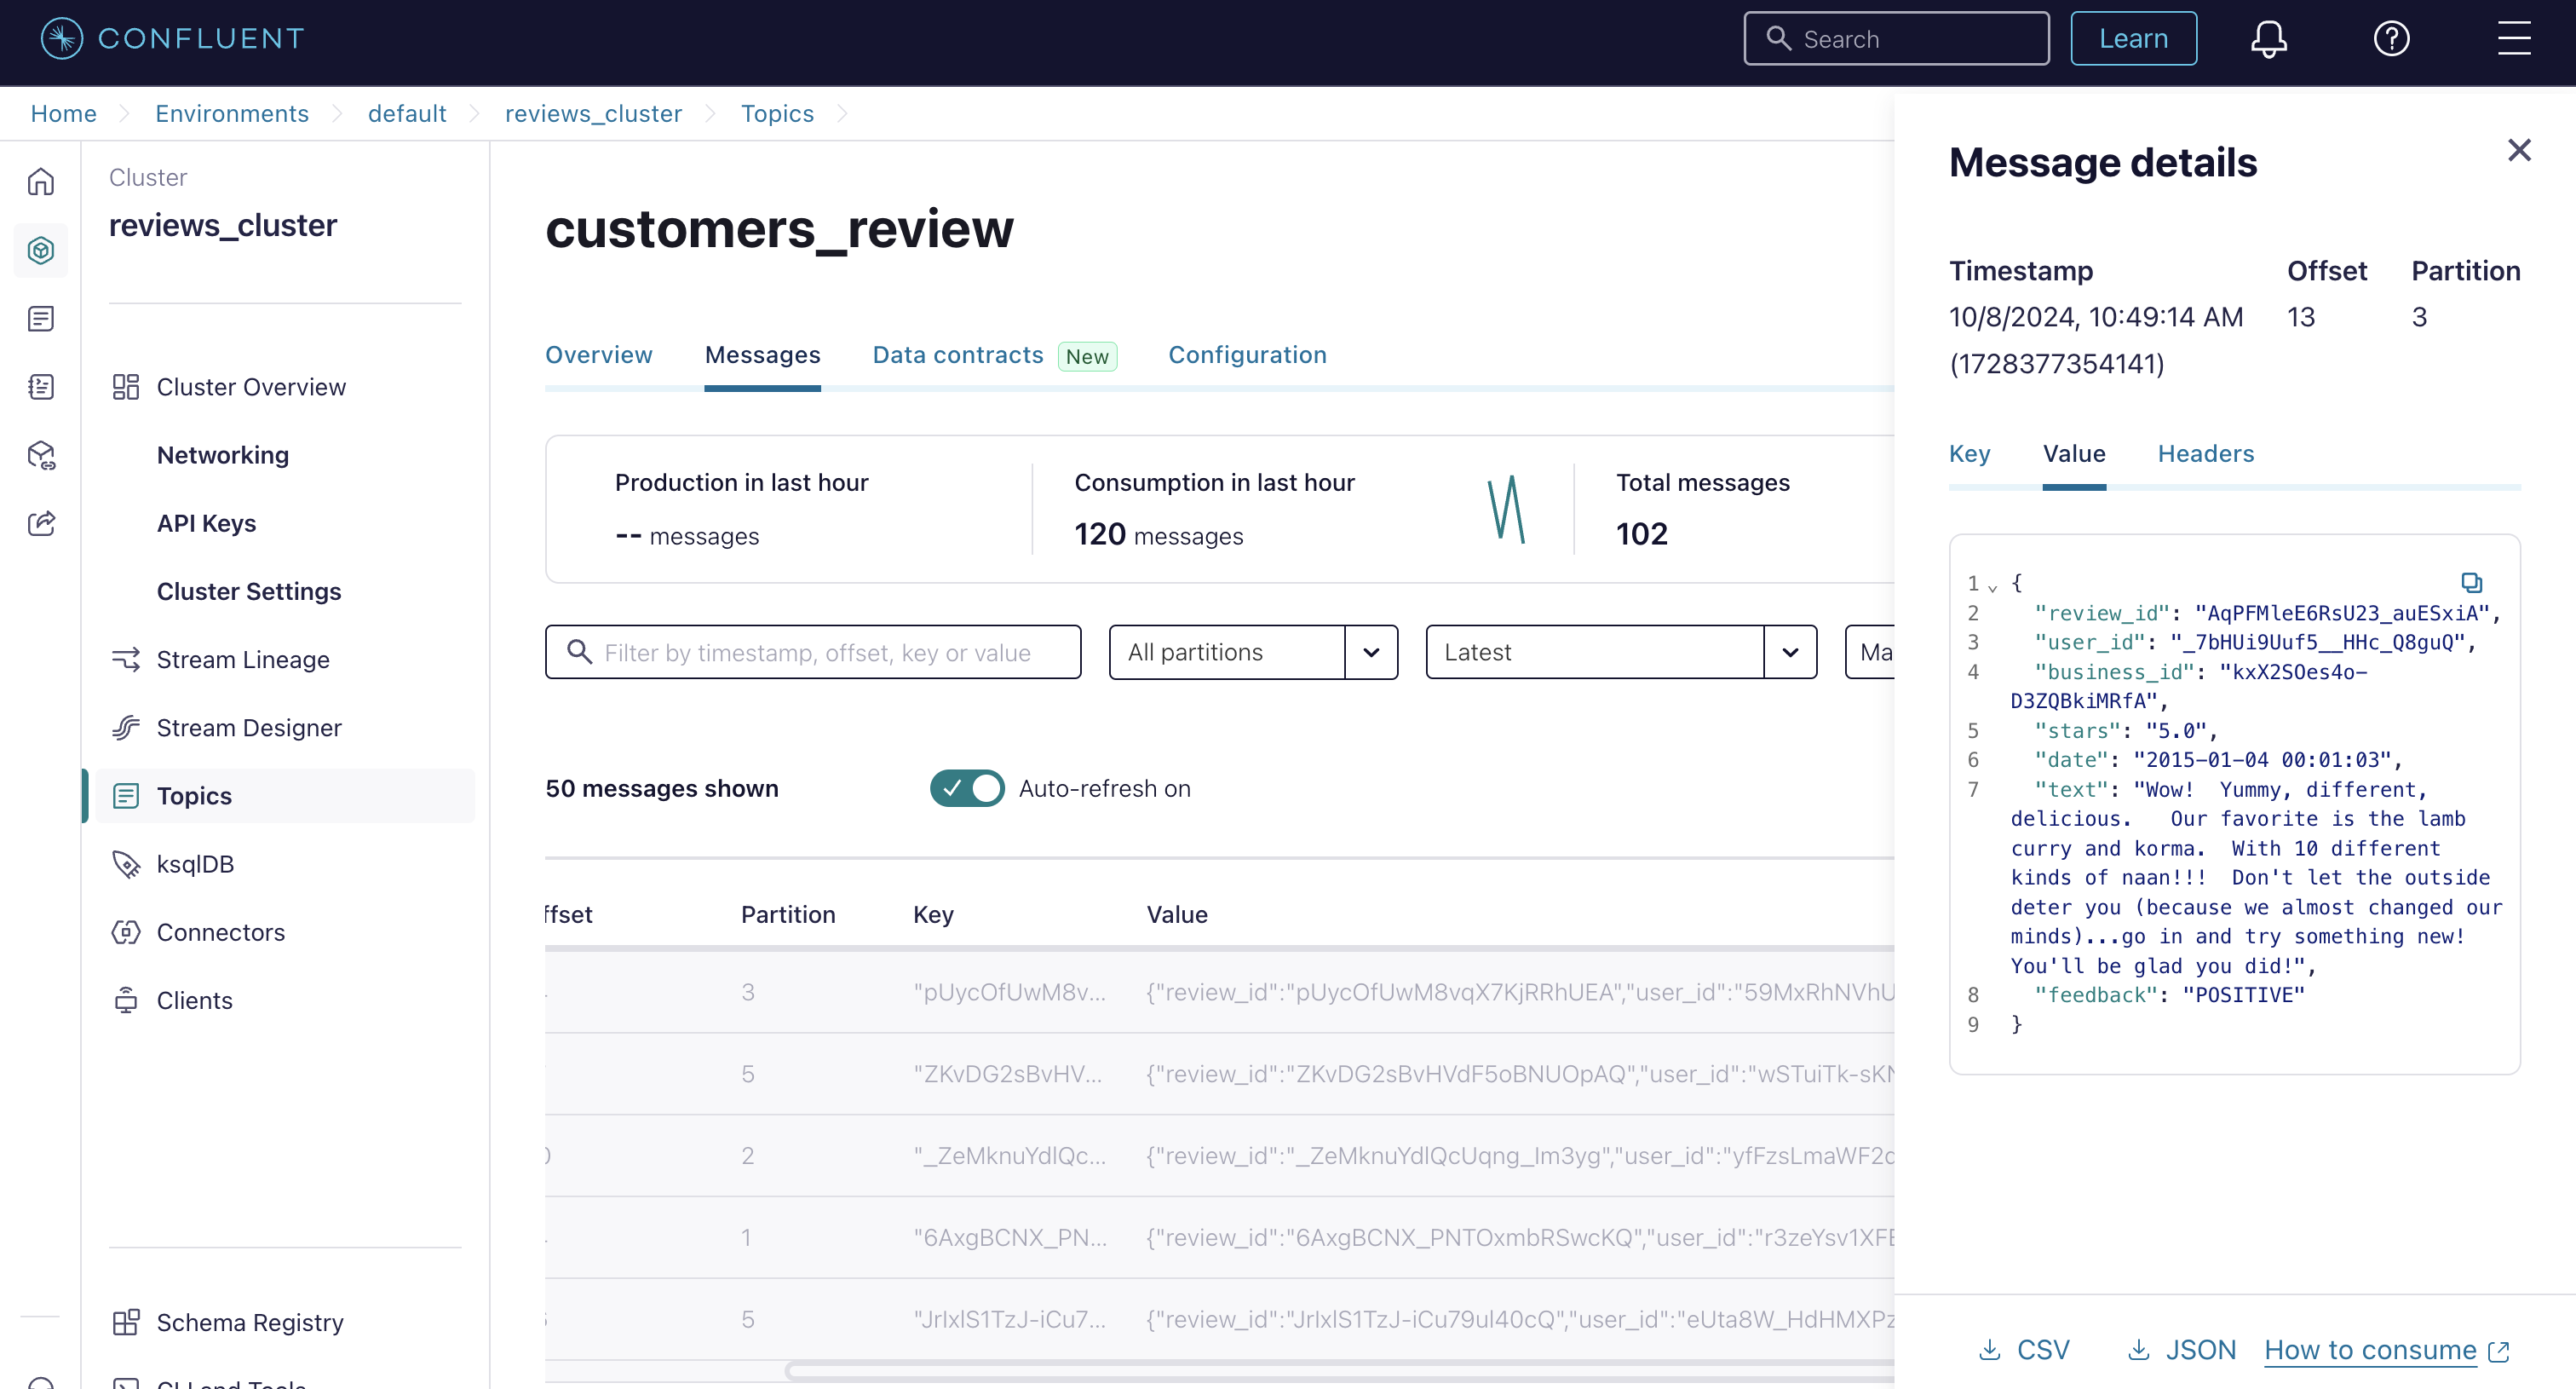 CONFLUENT
Search
Learn
Home
Environments
default
reviews_cluster
Topics
Cluster
reviews_cluster
Cluster Overview
Networking
API Keys
Cluster Settings
Stream Lineage
Stream Designer
Topics
ksqlDB
Connectors
Clients
Schema Registry
CLI and Tools
customers_review
Overview
Messages
Data contracts New
Configuration
Production in last hour
-- messages
Consumption in last hour
120 messages
Total messages
102
Filter by timestamp, offset, key or value
All partitions
Latest
Ma
50 messages shown
Auto-refresh on
ffset Partition Key Value
3 "pUycOfUwM8v... {"review_id":"pUycOfUwM8vqX7KjRRhUEA","user_id":"59MxRhNVhU
5 "ZKvDG2sBvHV... {"review_id":"ZKvDG2sBvHVdF5oBNUOpAQ","user_id":"wSTuiTk-sKN
2 "_ZeMknuYdlQc... {"review_id":"_ZeMknuYdlQcUqng_Im3yg","user_id":"yfFzsLmaWF2c
1 "6AxgBCNX_PN... {"review_id":"6AxgBCNX_PNTOxmbRSwcKQ","user_id":"r3zeYsv1XFE
5 "JrIxlS1TzJ-iCu7... {"review_id":"JrIxlS1TzJ-iCu79ul40cQ","user_id":"eUta8W_HdHMXPz
Message details
Timestamp Offset Partition
10/8/2024, 10:49:14 AM 13 3
(1728377354141)
Key Value Headers
1 {
2 "review_id": "AqPFMleE6RsU23_auESxiA",
3 "user_id": "_7bHUi9Uuf5__HHc_Q8guQ",
4 "business_id": "kxX2SOes4o-
D3ZQBkiMRfA",
5 "stars": "5.0",
6 "date": "2015-01-04 00:01:03",
7 "text": "Wow!  Yummy, different,
delicious.   Our favorite is the lamb
curry and korma.  With 10 different
kinds of naan!!!  Don't let the outside
deter you (because we almost changed our
minds)...go in and try something new!
You'll be glad you did!",
8 "feedback": "POSITIVE"
9 }
CSV
JSON
How to consume